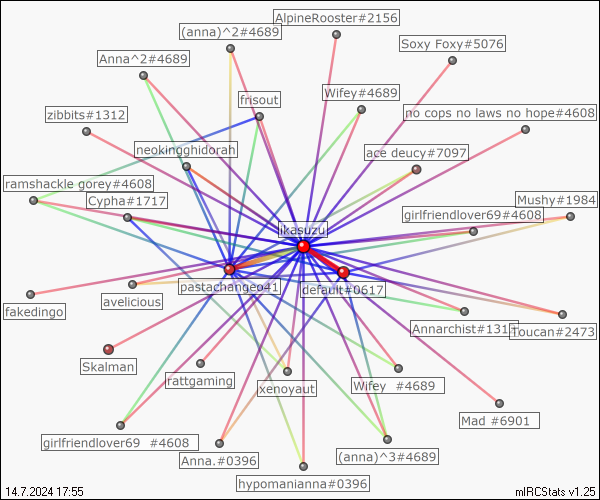 AlpineRooster#2156
(anna)^2#4689
Soxy Foxy#5076
Anna^2#4689
Wifey#4689
frisout
zibbits#1312
no cops no laws no hope#4608
neokingghidorah
ace deucy#7097
ramshackle gorey#4608
Cypha#1717
Mushy#1984
girlfriendlover69#4608
ikasuzu
pastachengeo41
default#0617
fakedingo
avelicious
Annarchist#131
Toucan#2473
Skalman
rattgaming
xenoyaut
Wifey #4689
Mad #6901
girlfriendlover69 #4608
Anna.#0396
(anna)^3#4689
hypomanianna#0396
14.7.2024 17:55
mIRCStats v1.25